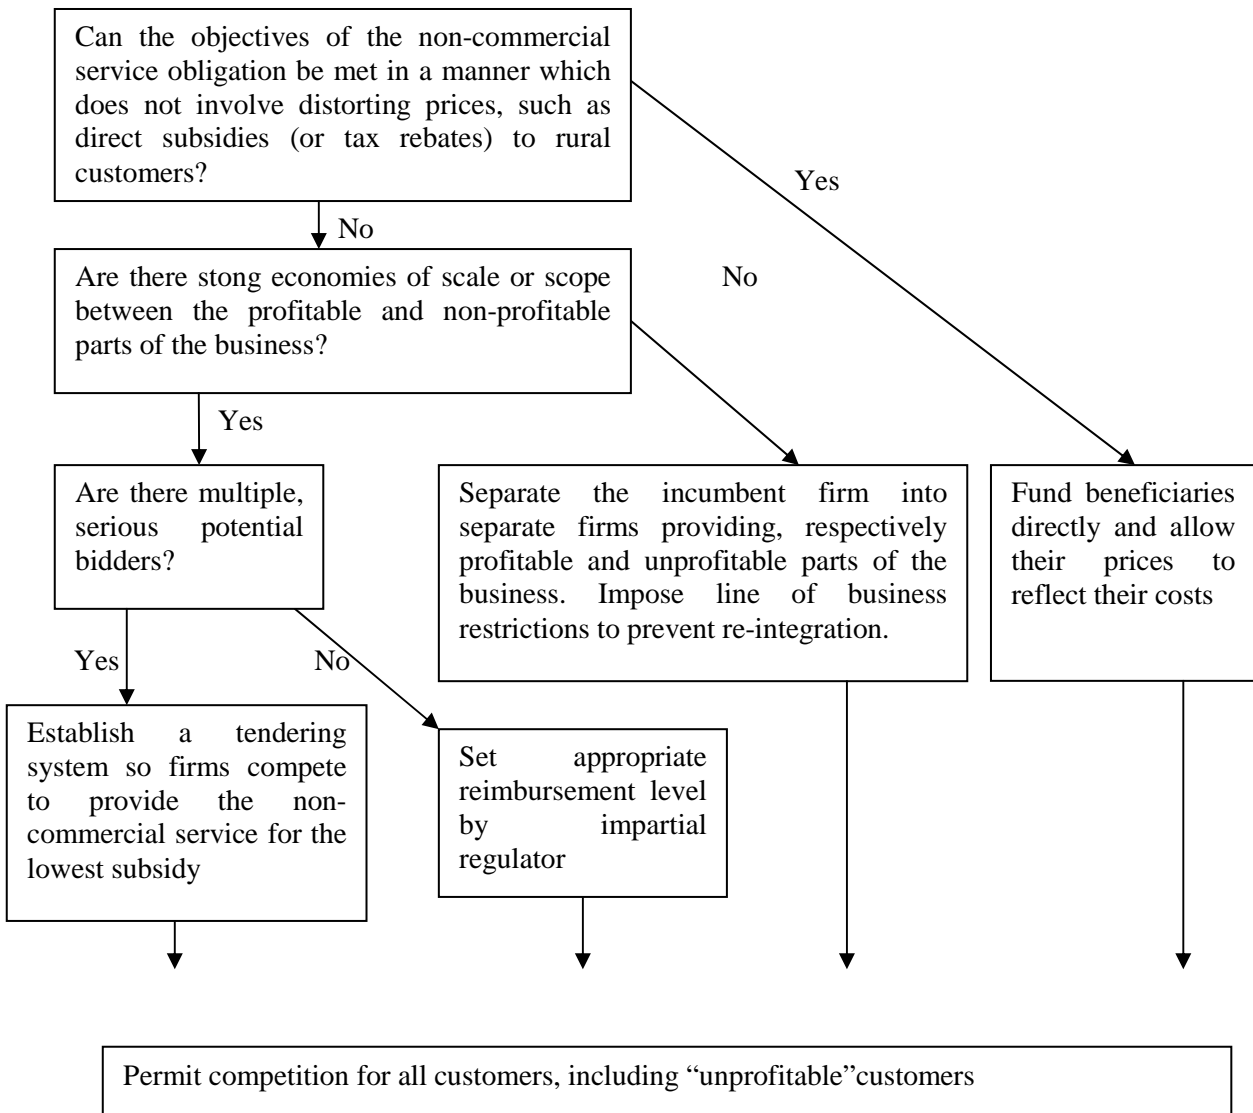 Can the objectives of the non-commercial
service obligation be met in a manner which
does not involve distorting prices, such as
direct subsidies (or tax rebates) to rural
customers?
Yes
No
Are there stong economies of scale or scope
between the profitable and non-profitable
parts of the business?
No
Yes
Are there multiple,
serious potential
bidders?
Separate the incumbent firm into
separate firms providing, respectively
profitable and unprofitable parts of the
business. Impose line of business
restrictions to prevent re-integration.
Fund beneficiaries
directly and allow
their prices to
reflect their costs
Yes
No
Establish a tendering
system so firms compete
to provide the non-
commercial service for the
lowest subsidy
Set appropriate
reimbursement level
by impartial
regulator
Permit competition for all customers, including “unprofitable”customers